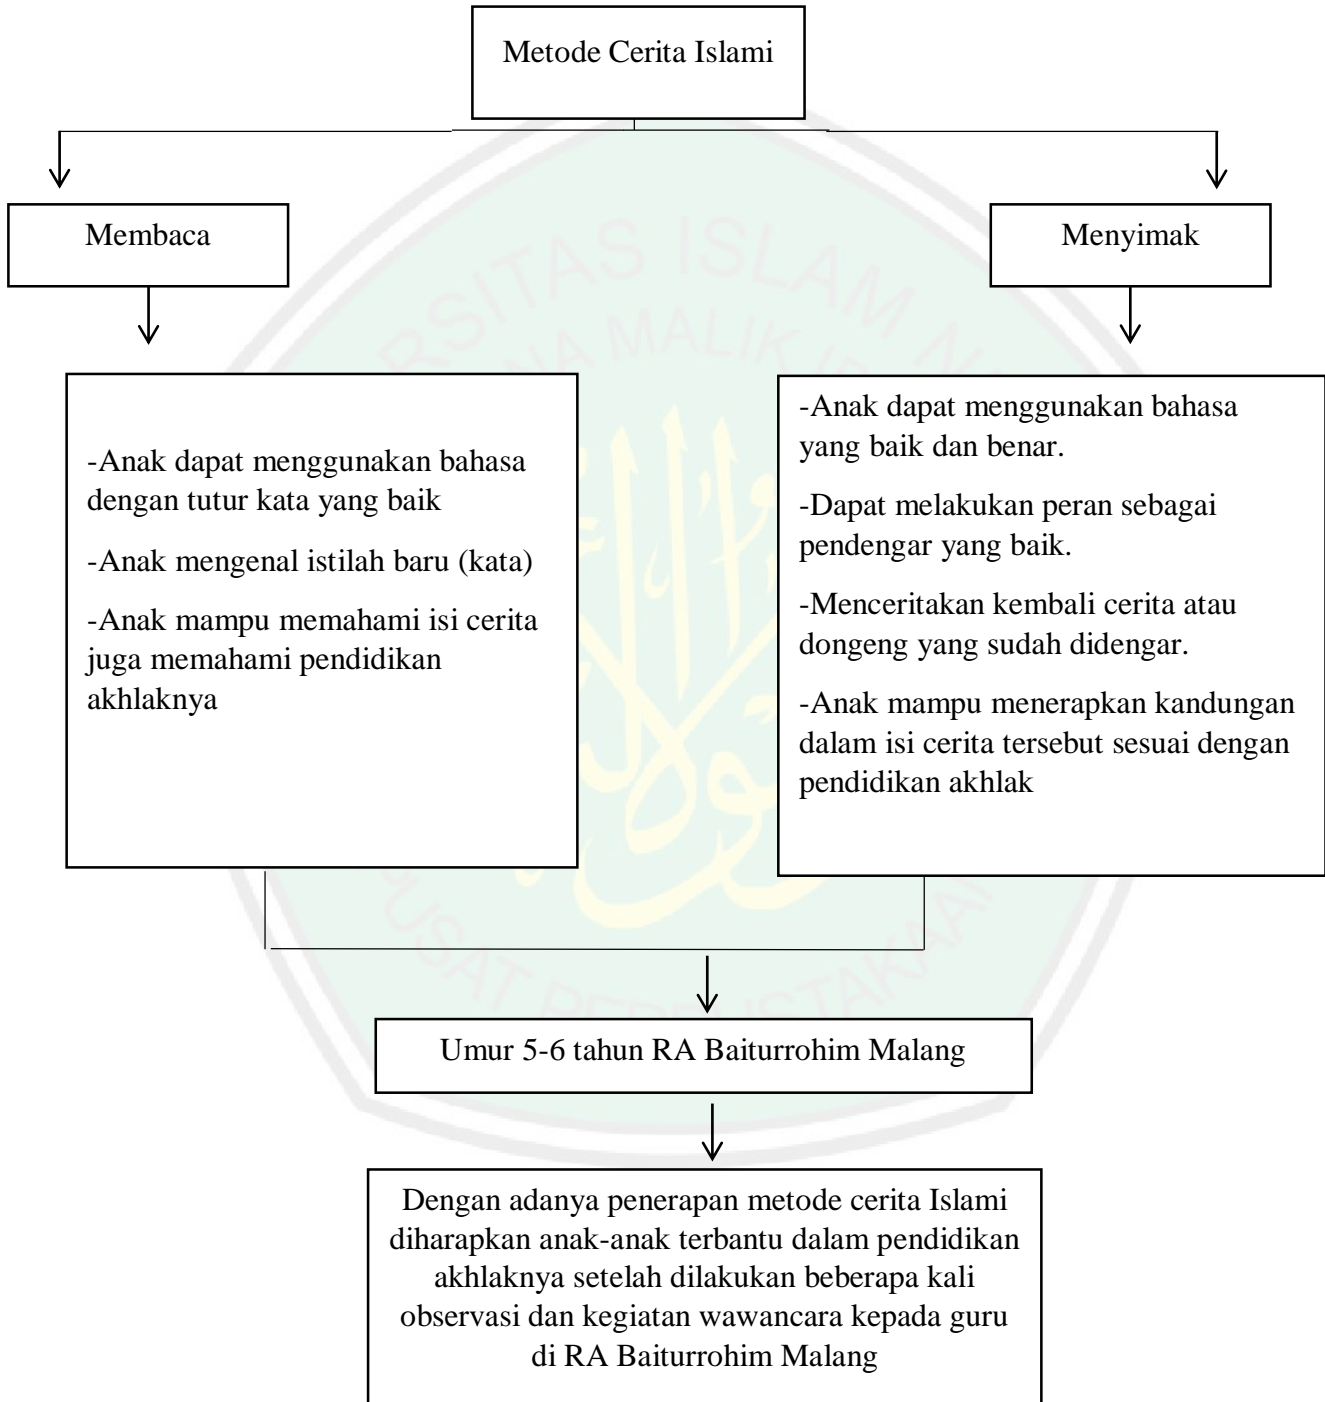 Metode Cerita Islami
Membaca
Menyimak
-Anak dapat menggunakan bahasa
dengan tutur kata yang baik
-Anak mengenal istilah baru (kata)
-Anak mampu memahami isi cerita
juga memahami pendidikan
akhlaknya
-Anak dapat menggunakan bahasa
yang baik dan benar.
-Dapat melakukan peran sebagai
pendengar yang baik.
-Menceritakan kembali cerita atau
dongeng yang sudah didengar.
-Anak mampu menerapkan kandungan
dalam isi cerita tersebut sesuai dengan
pendidikan akhlak
Umur 5-6 tahun RA Baiturrohim Malang
Dengan adanya penerapan metode cerita Islami
diharapkan anak-anak terbantu dalam pendidikan
akhlaknya setelah dilakukan beberapa kali
observasi dan kegiatan wawancara kepada guru
di RA Baiturrohim Malang